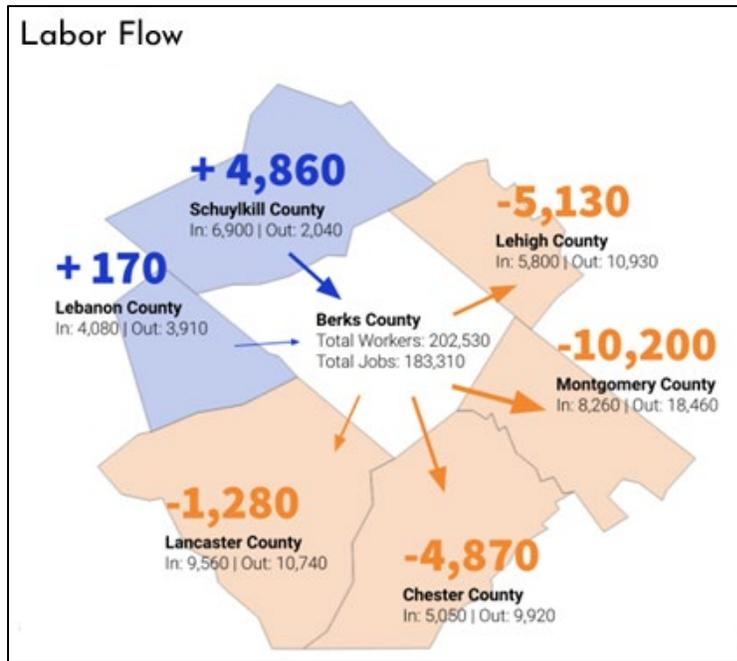 Labor Flow
+ 4,860
Schuylkill County
In: 6,900 | Out: 2,040
-5,130
Lehigh County
In: 5,800 | Out: 10,930
+ 170
Lebanon County
In: 4,080 | Out: 3,910
Berks County
Total Workers: 202,530
Total Jobs: 183,310
-10,200
Montgomery County
In: 8,260 | Out: 18,460
-1,280
Lancaster County
In: 9,560 | Out: 10,740
-4,870
Chester County
In: 5,050 | Out: 9,920